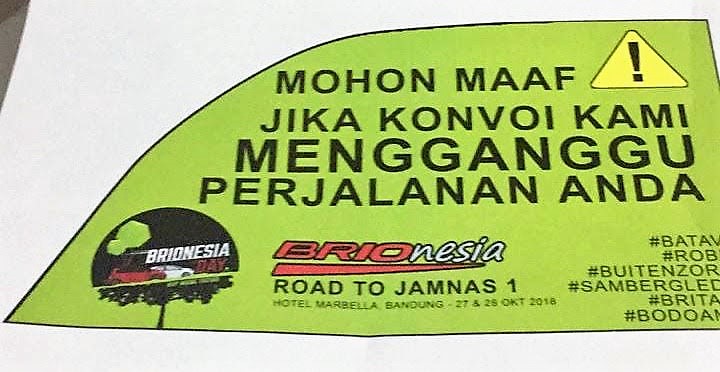 MOHON MAAF
JIKA KONVOI KAMI
MENGGANGGU
PERJALANAN ANDA
BRIONESIA
DAY
BRIOnesia
ROAD TO JAMNAS 1
HOTEL MARBELLA, BANDUNG - 27 & 28 OKT 2018
#BATAV
#ROBI
#BUITENZOR
#SAMBERGLED
#BRITA
#BODOAM